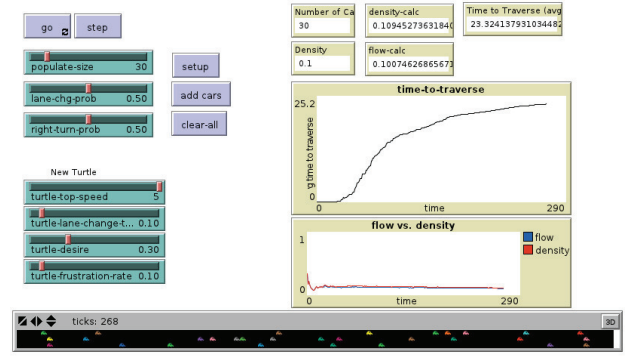 go
step
populate-size 30
lane-chg-prob 0.50
right-turn-prob 0.50
setup
add cars
clear-all
New Turtle
turtle-top-speed 5
turtle-lane-change-t... 0.10
turtle-desire 0.30
turtle-frustration-rate 0.10
Number of Ca
30
density-calc
0.1094527363184
Time to Traverse (avg
23.324137931034482
Density
0.1
flow-calc
0.1007462686567
time-to-traverse
25.2
g time to traverse
0
0
time
290
flow vs. density
1
0
0
time
290
flow
density
ticks: 268
3D